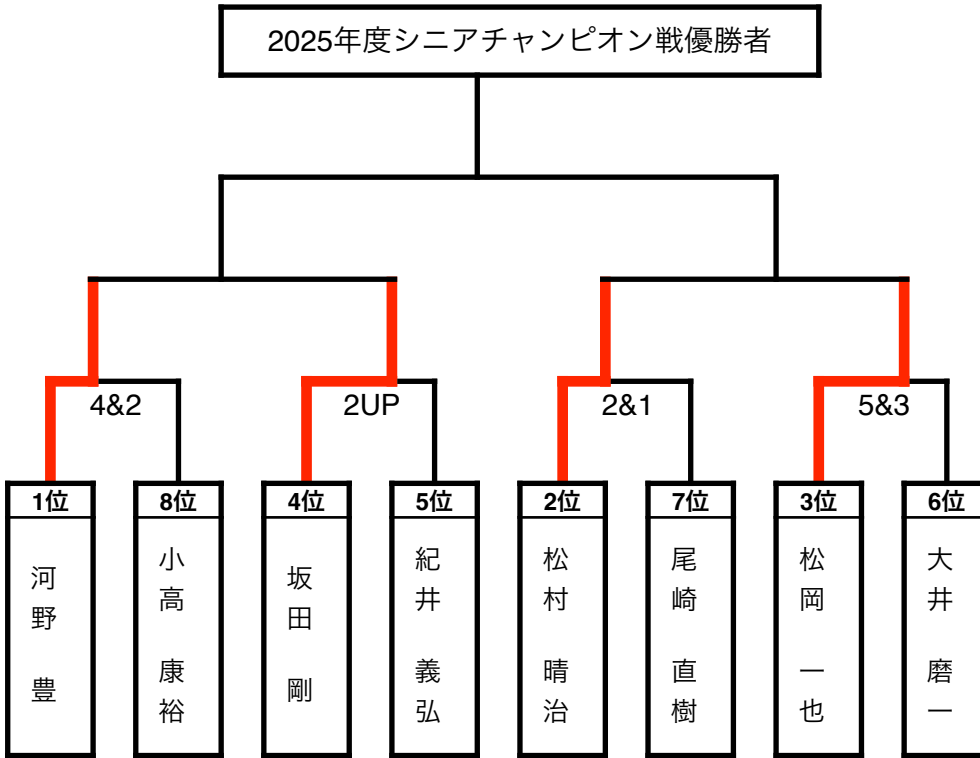 2025年度シニアチャンピオン戦優勝者
4&2
2UP
2&1
5&3
1位
8位
4位
5位
2位
7位
3位
6位
河野 豊
小高 康裕
坂田 剛
紀井 義弘
松村 晴治
尾崎 直樹
松岡 一也
大井 磨一